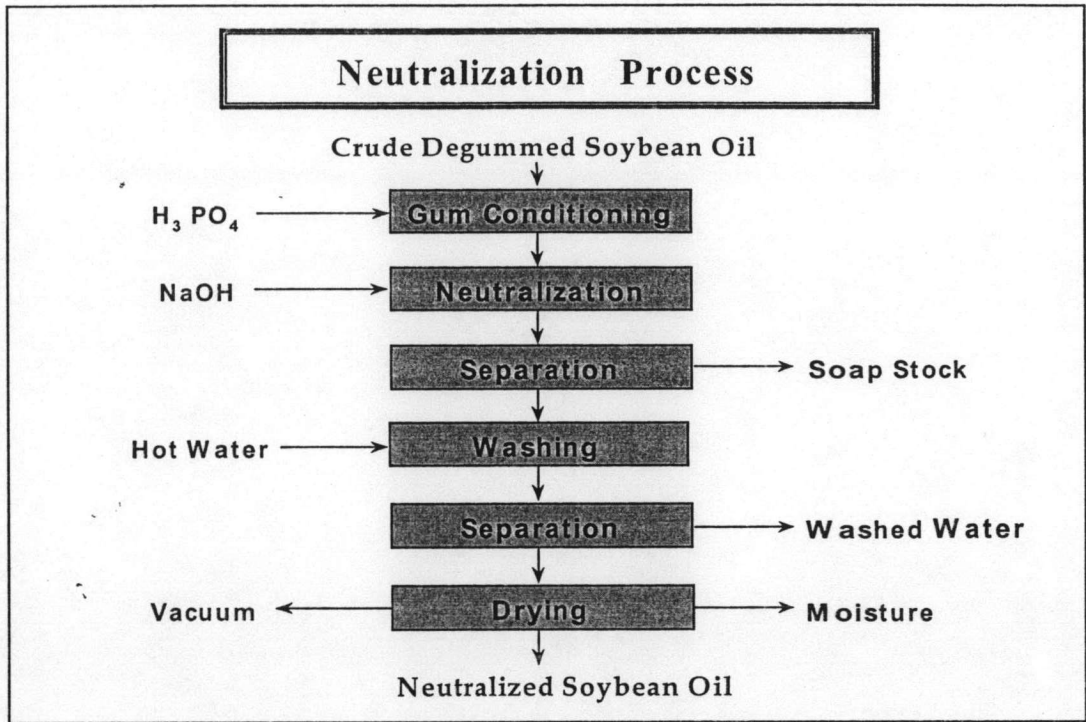 Neutralization Process
Crude Degummed Soybean Oil
H₃ PO₄
Gum Conditioning
NaOH
Neutralization
Separation
Soap Stock
Hot Water
Washing
Separation
Washed Water
Vacuum
Drying
Moisture
Neutralized Soybean Oil